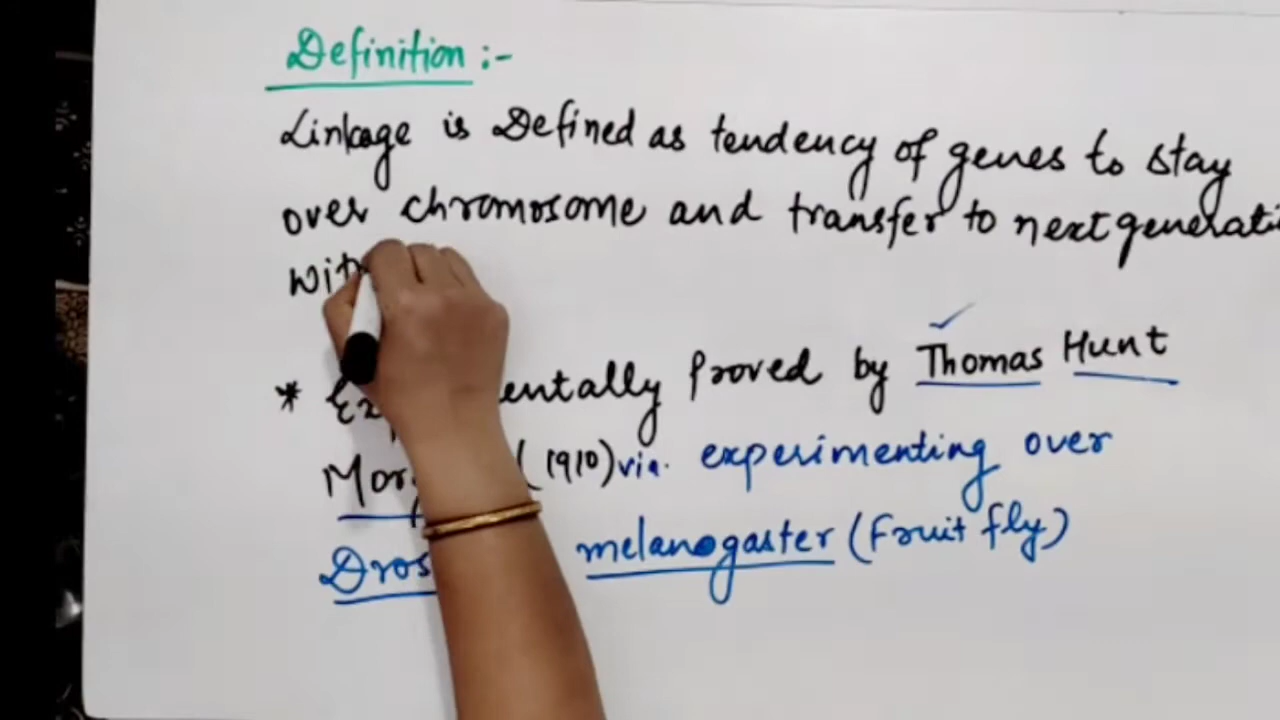 Definition :-
Linkage is Defined as tendency of genes to stay
over chromosome and transfer to next generati
wit
* entally Proved by Thomas Hunt
(1910) via. experimenting over
melanogaster (Fruit fly)